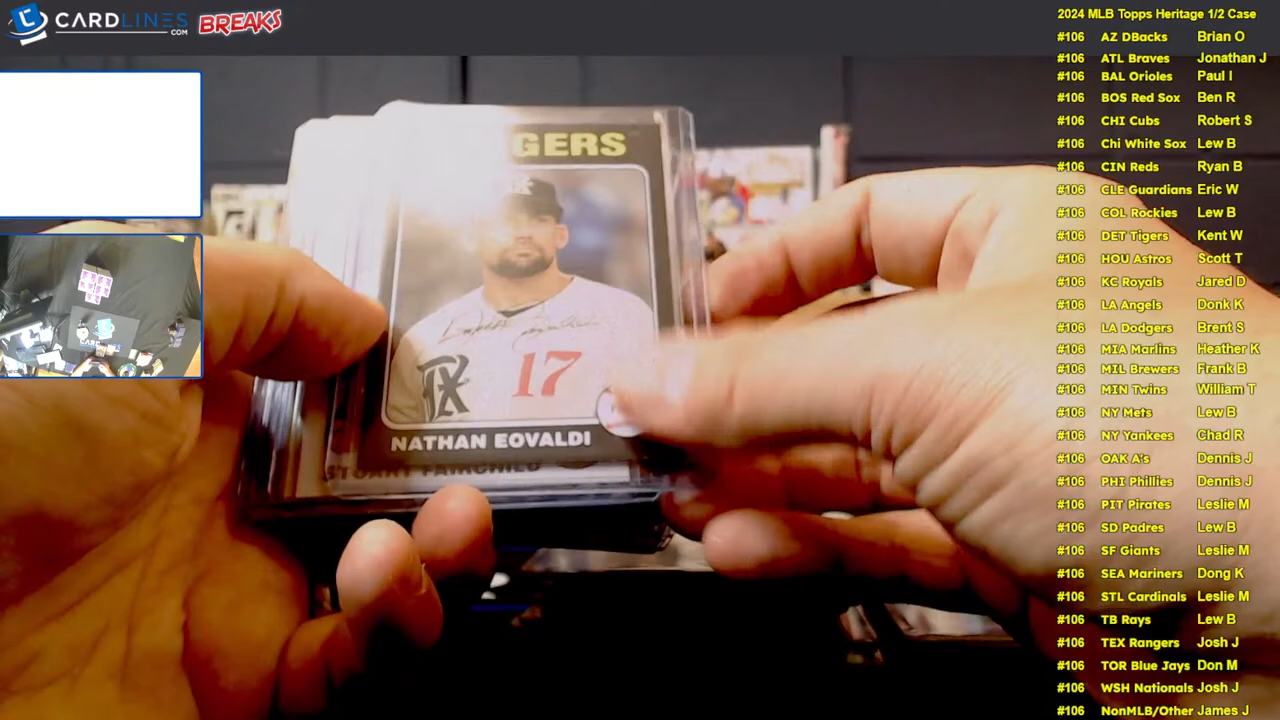 CARDLINES
.COM
BREAKS
GERS
17
NATHAN EOVALDI
STUART FAIRCHILD
2024 MLB Topps Heritage 1/2 Case
#106 AZ DBacks Brian O
#106 ATL Braves Jonathan J
#106 BAL Orioles Paul I
#106 BOS Red Sox Ben R
#106 CHI Cubs Robert S
#106 Chi White Sox Lew B
#106 CIN Reds Ryan B
#106 CLE Guardians Eric W
#106 COL Rockies Lew B
#106 DET Tigers Kent W
#106 HOU Astros Scott T
#106 KC Royals Jared D
#106 LA Angels Donk K
#106 LA Dodgers Brent S
#106 MIA Marlins Heather K
#106 MIL Brewers Frank B
#106 MIN Twins William T
#106 NY Mets Lew B
#106 NY Yankees Chad R
#106 OAK A's Dennis J
#106 PHI Phillies Dennis J
#106 PIT Pirates Leslie M
#106 SD Padres Lew B
#106 SF Giants Leslie M
#106 SEA Mariners Dong K
#106 STL Cardinals Leslie M
#106 TB Rays Lew B
#106 TEX Rangers Josh J
#106 TOR Blue Jays Don M
#106 WSH Nationals Josh J
#106 NonMLB/Other James J